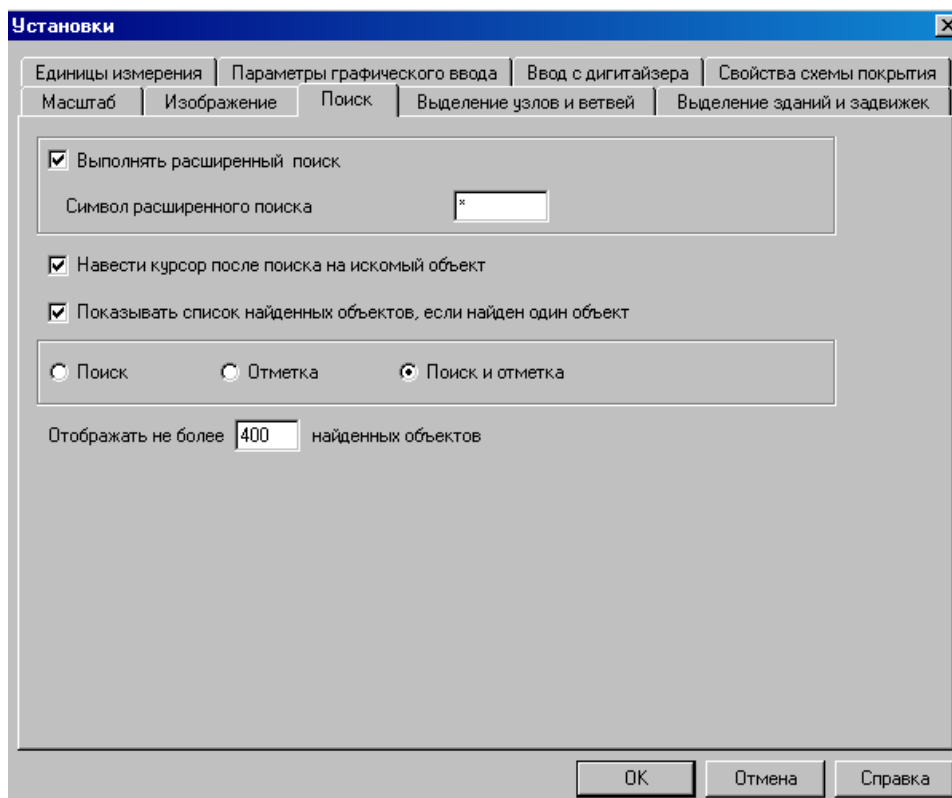 Установки
Единицы измерения Параметры графического ввода Ввод с дигитайзера Свойства схемы покрытия
Масштаб Изображение Поиск Выделение узлов и ветвей Выделение зданий и задвижек
Выполнять расширенный поиск
Символ расширенного поиска *
Навести курсор после поиска на искомый объект
Показывать список найденных объектов, если найден один объект
Поиск Отметка Поиск и отметка
Отображать не более 400 найденных объектов
OK Отмена Справка